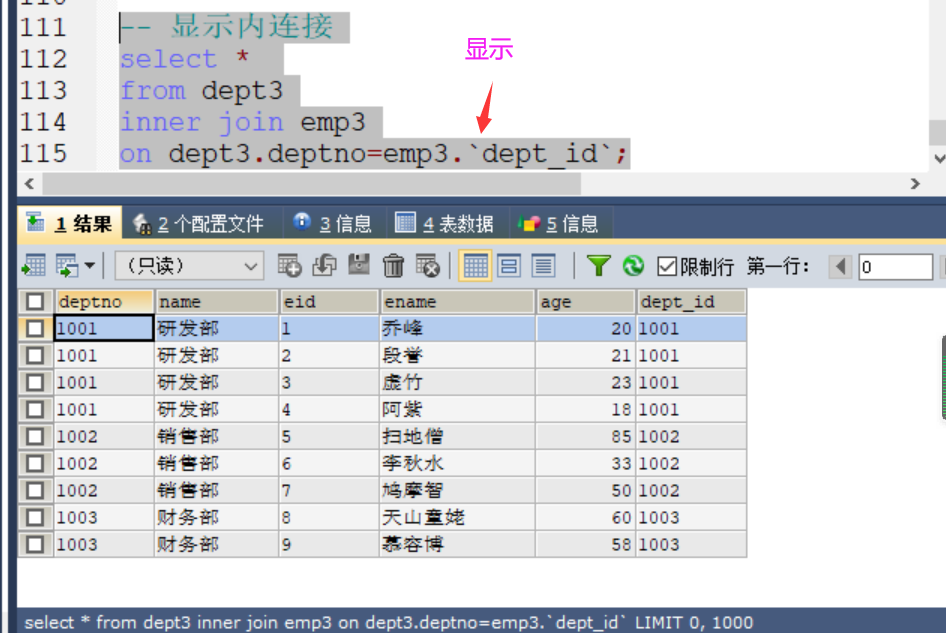 111 -- 显示内连接
显示
112 select *
113 from dept3
114 inner join emp3
115 on dept3.deptno=emp3.`dept_id`;
1 结果 2 个配置文件 3 信息 4 表数据 5 信息
（只读） 限制行 第一行: 0
deptno name eid ename age dept_id
1001 研发部 1 乔峰 20 1001
1001 研发部 2 段誉 21 1001
1001 研发部 3 虚竹 23 1001
1001 研发部 4 阿紫 18 1001
1002 销售部 5 扫地僧 85 1002
1002 销售部 6 李秋水 33 1002
1002 销售部 7 鸠摩智 50 1002
1003 财务部 8 天山童姥 60 1003
1003 财务部 9 慕容博 58 1003
select * from dept3 inner join emp3 on dept3.deptno=emp3.`dept_id` LIMIT 0, 1000